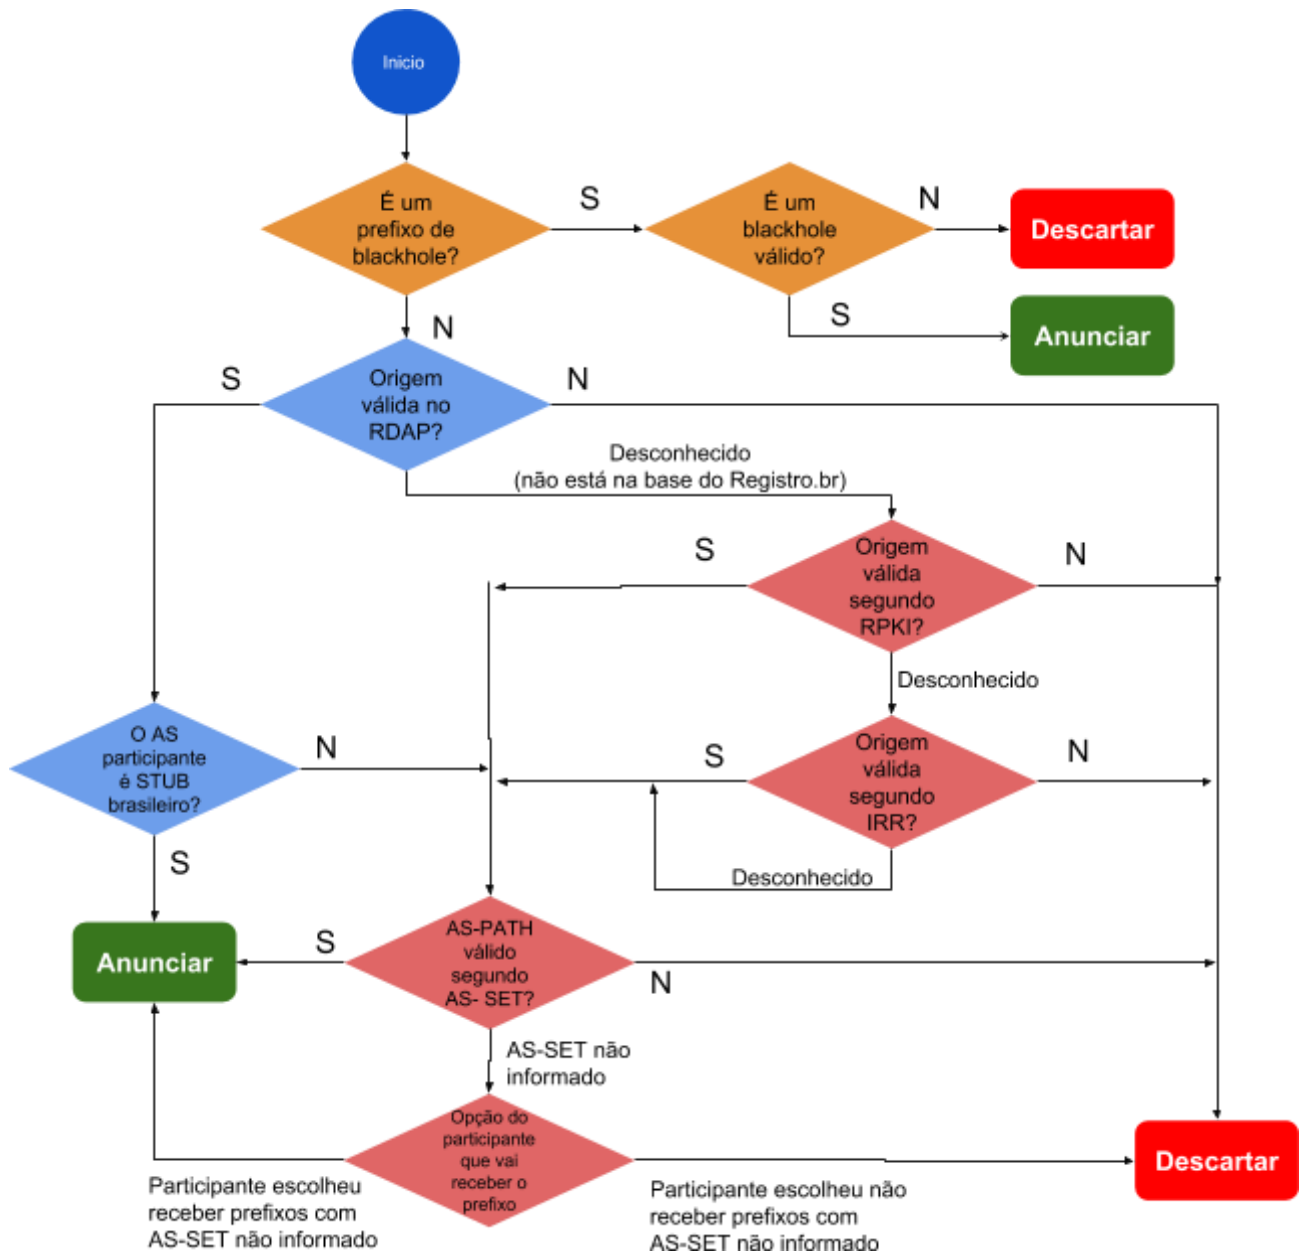 Inicio
É um
prefixo de
blackhole?
S
É um
blackhole
válido?
N
Descartar
S
Anunciar
N
S
Origem
válida no
RDAP?
N
Desconhecido
(não está na base do Registro.br)
S
Origem
válida
segundo
RPKI?
N
Desconhecido
O AS
participante
é STUB
brasileiro?
N
S
Origem
válida
segundo
IRR?
N
Desconhecido
S
Anunciar
S
AS-PATH
válido
segundo
AS- SET?
N
AS-SET não
informado
Opção do
participante
que vai
receber o
prefixo
Descartar
Participante escolheu
receber prefixos com
AS-SET não informado
Participante escolheu não
receber prefixos com
AS-SET não informado